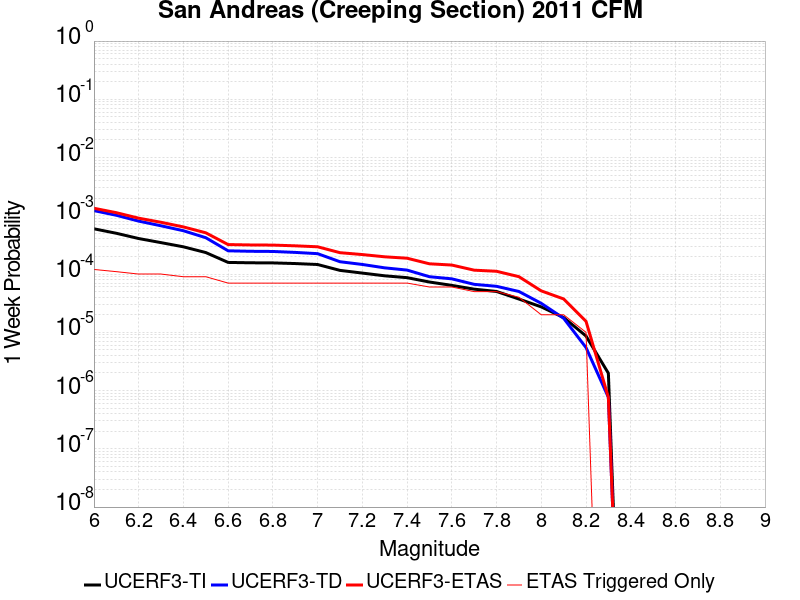 San Andreas (Creeping Section) 2011 CFM
10^0
10^-1
10^-2
10^-3
10^-4
10^-5
10^-6
10^-7
10^-8
1 Week Probability
6 6.2 6.4 6.6 6.8 7 7.2 7.4 7.6 7.8 8 8.2 8.4 8.6 8.8 9
Magnitude
UCERF3-TI UCERF3-TD UCERF3-ETAS ETAS Triggered Only